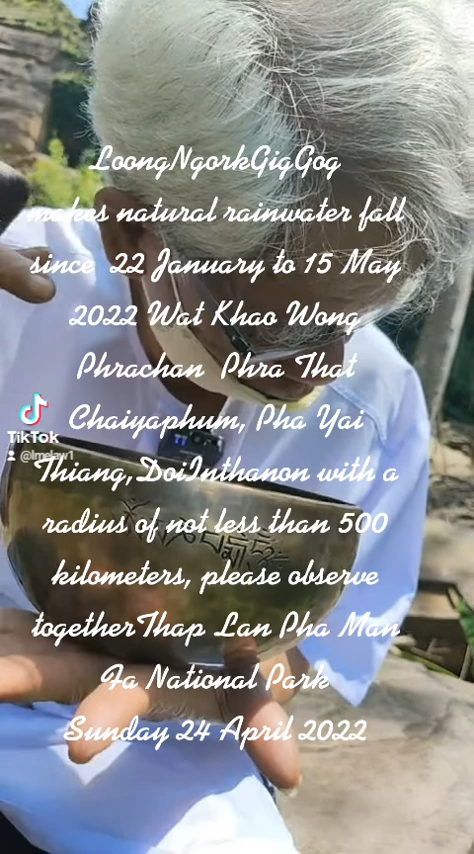 LoongNgorkGigGog
makes natural rainwater fall
since 22 January to 15 May
2022 Wat Khao Wong
Phrachan Phra That
Chaiyaphum, Pha Yai
TikTok
@lmelaw1
Thiang,DoiInthanon with a
radius of not less than 500
kilometers, please observe
togetherThap Lan Pha Man
Fa National Park
Sunday 24 April 2022